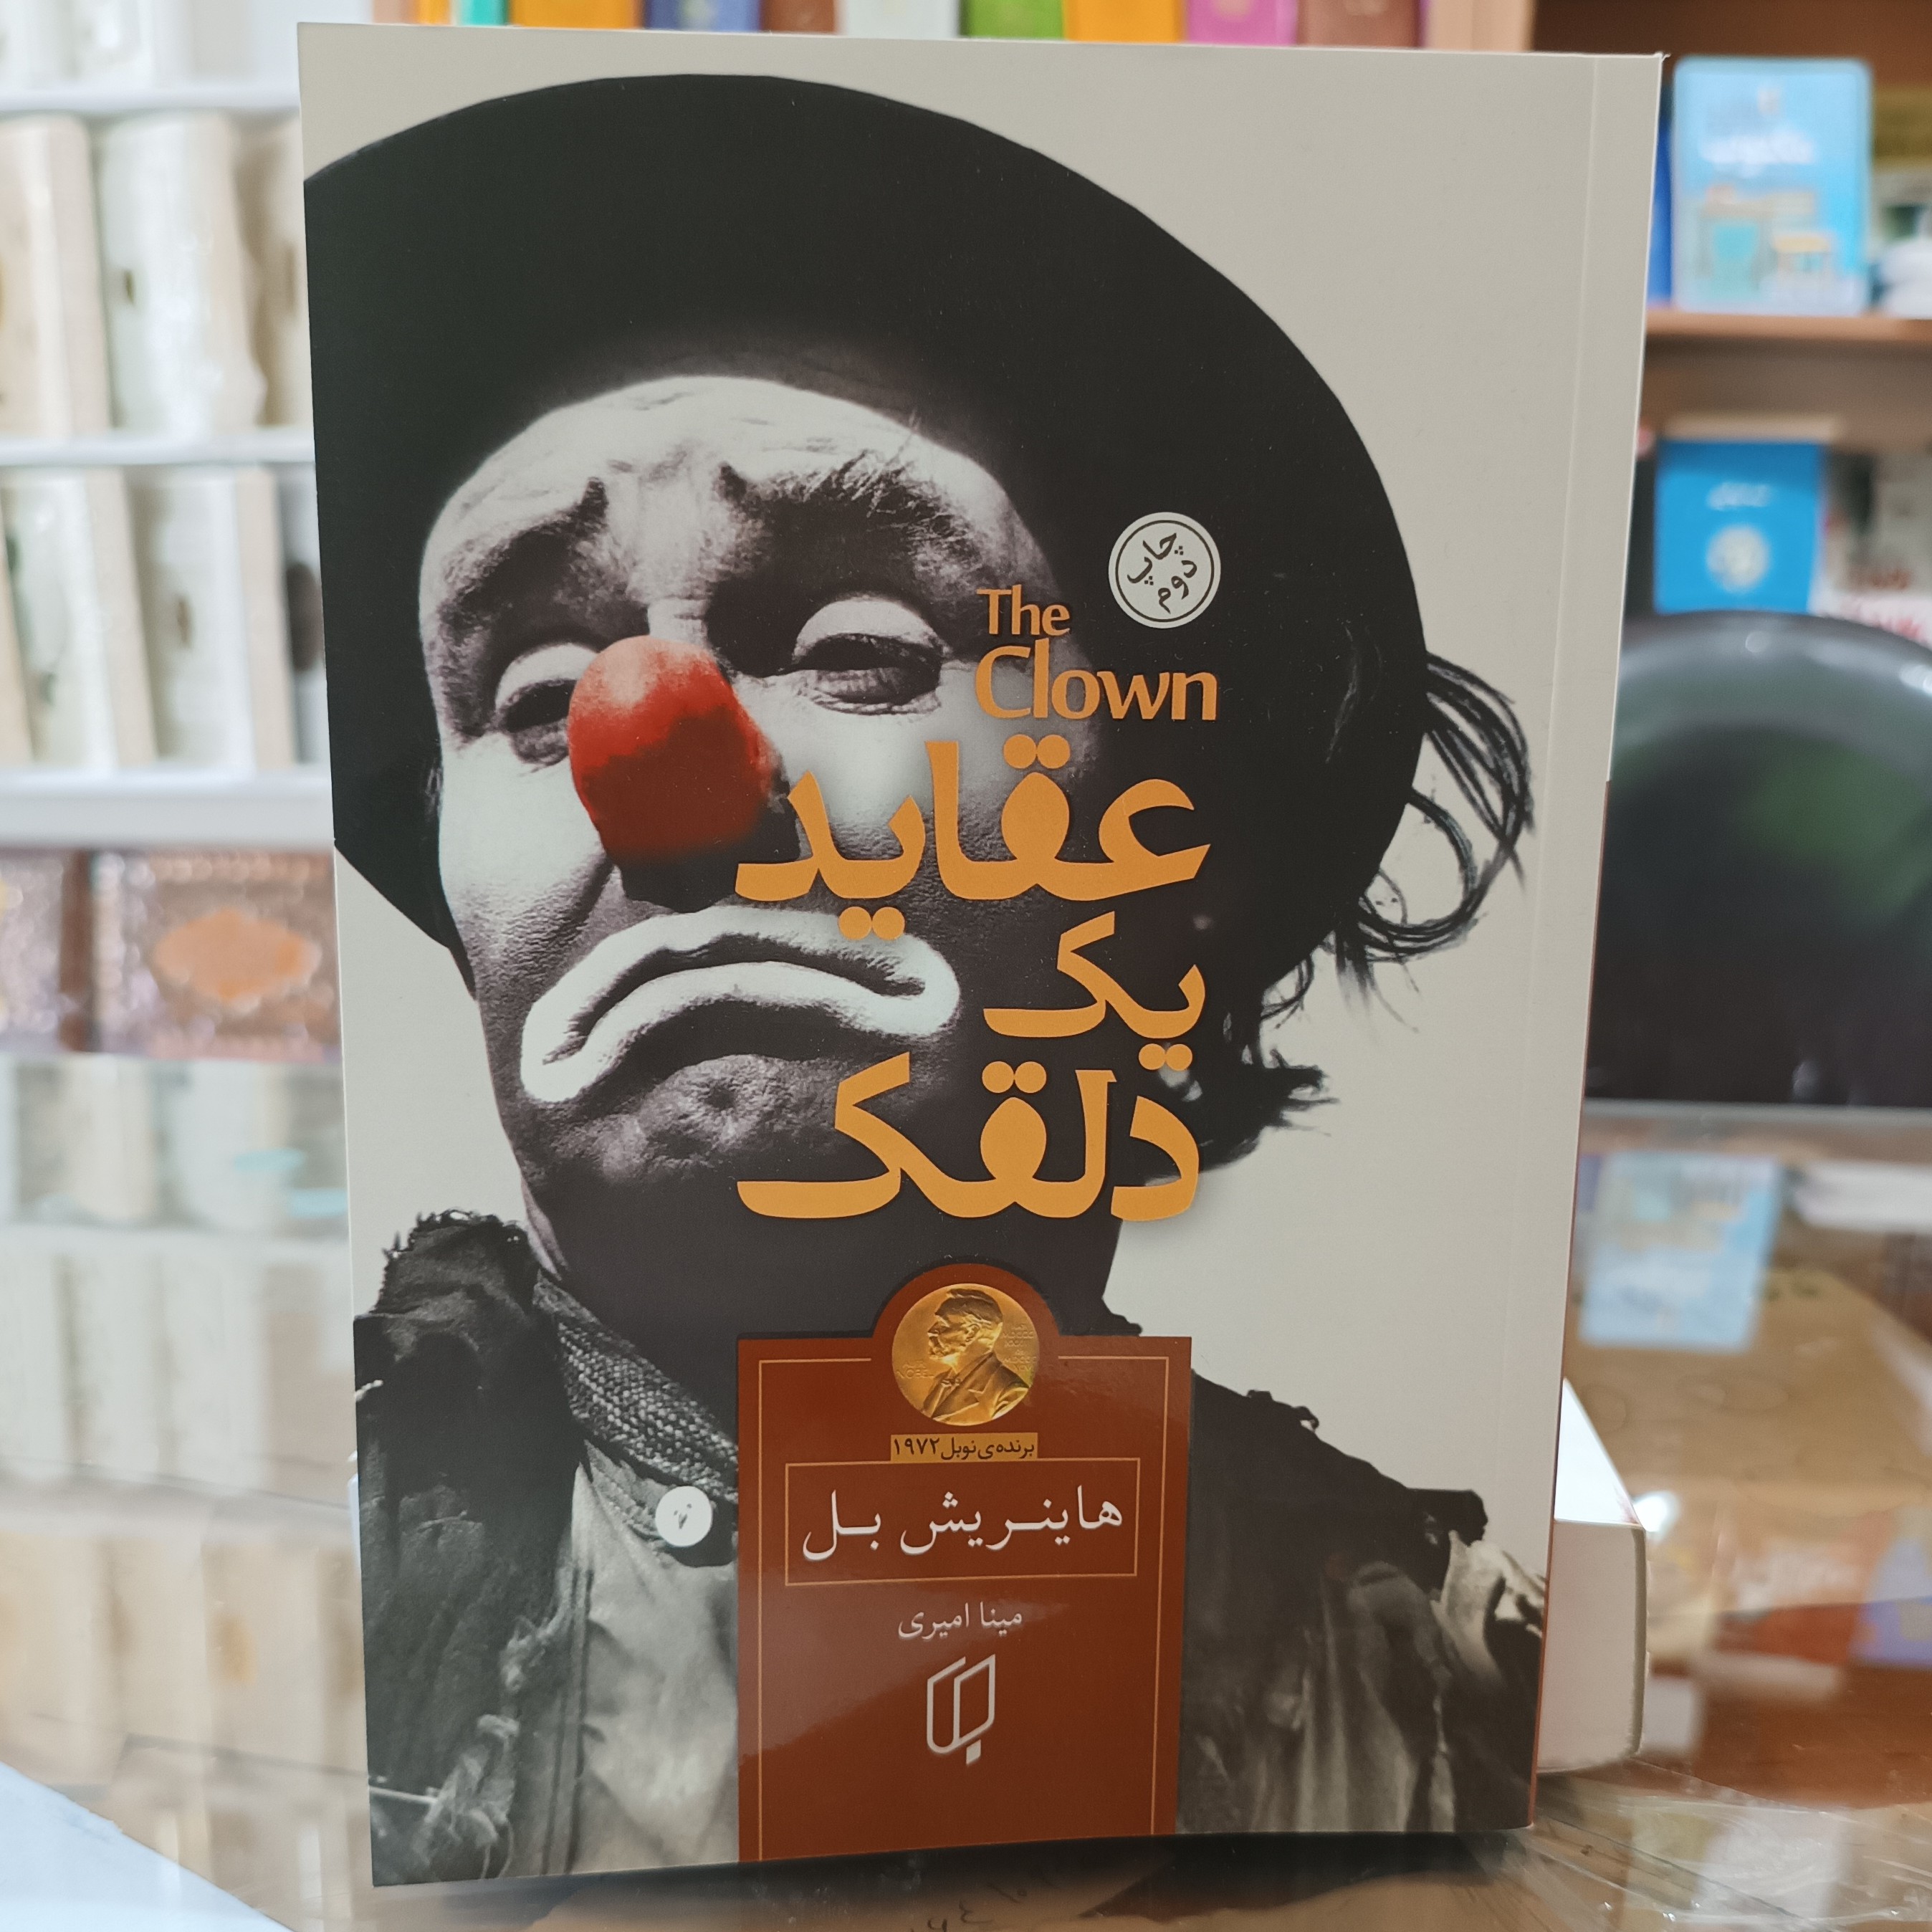 چاپ
دوم
The
Clown
عقاید
یک
دلقک
برنده‌ی نوبل ۱۹۷۲
هاینریش بل
مینا امیری